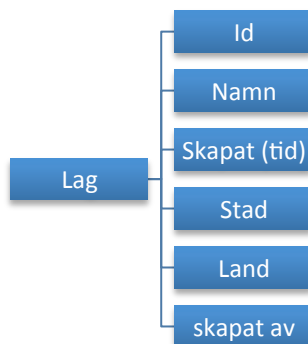 Lag
Id
Namn
Skapat (tid)
Stad
Land
skapat av